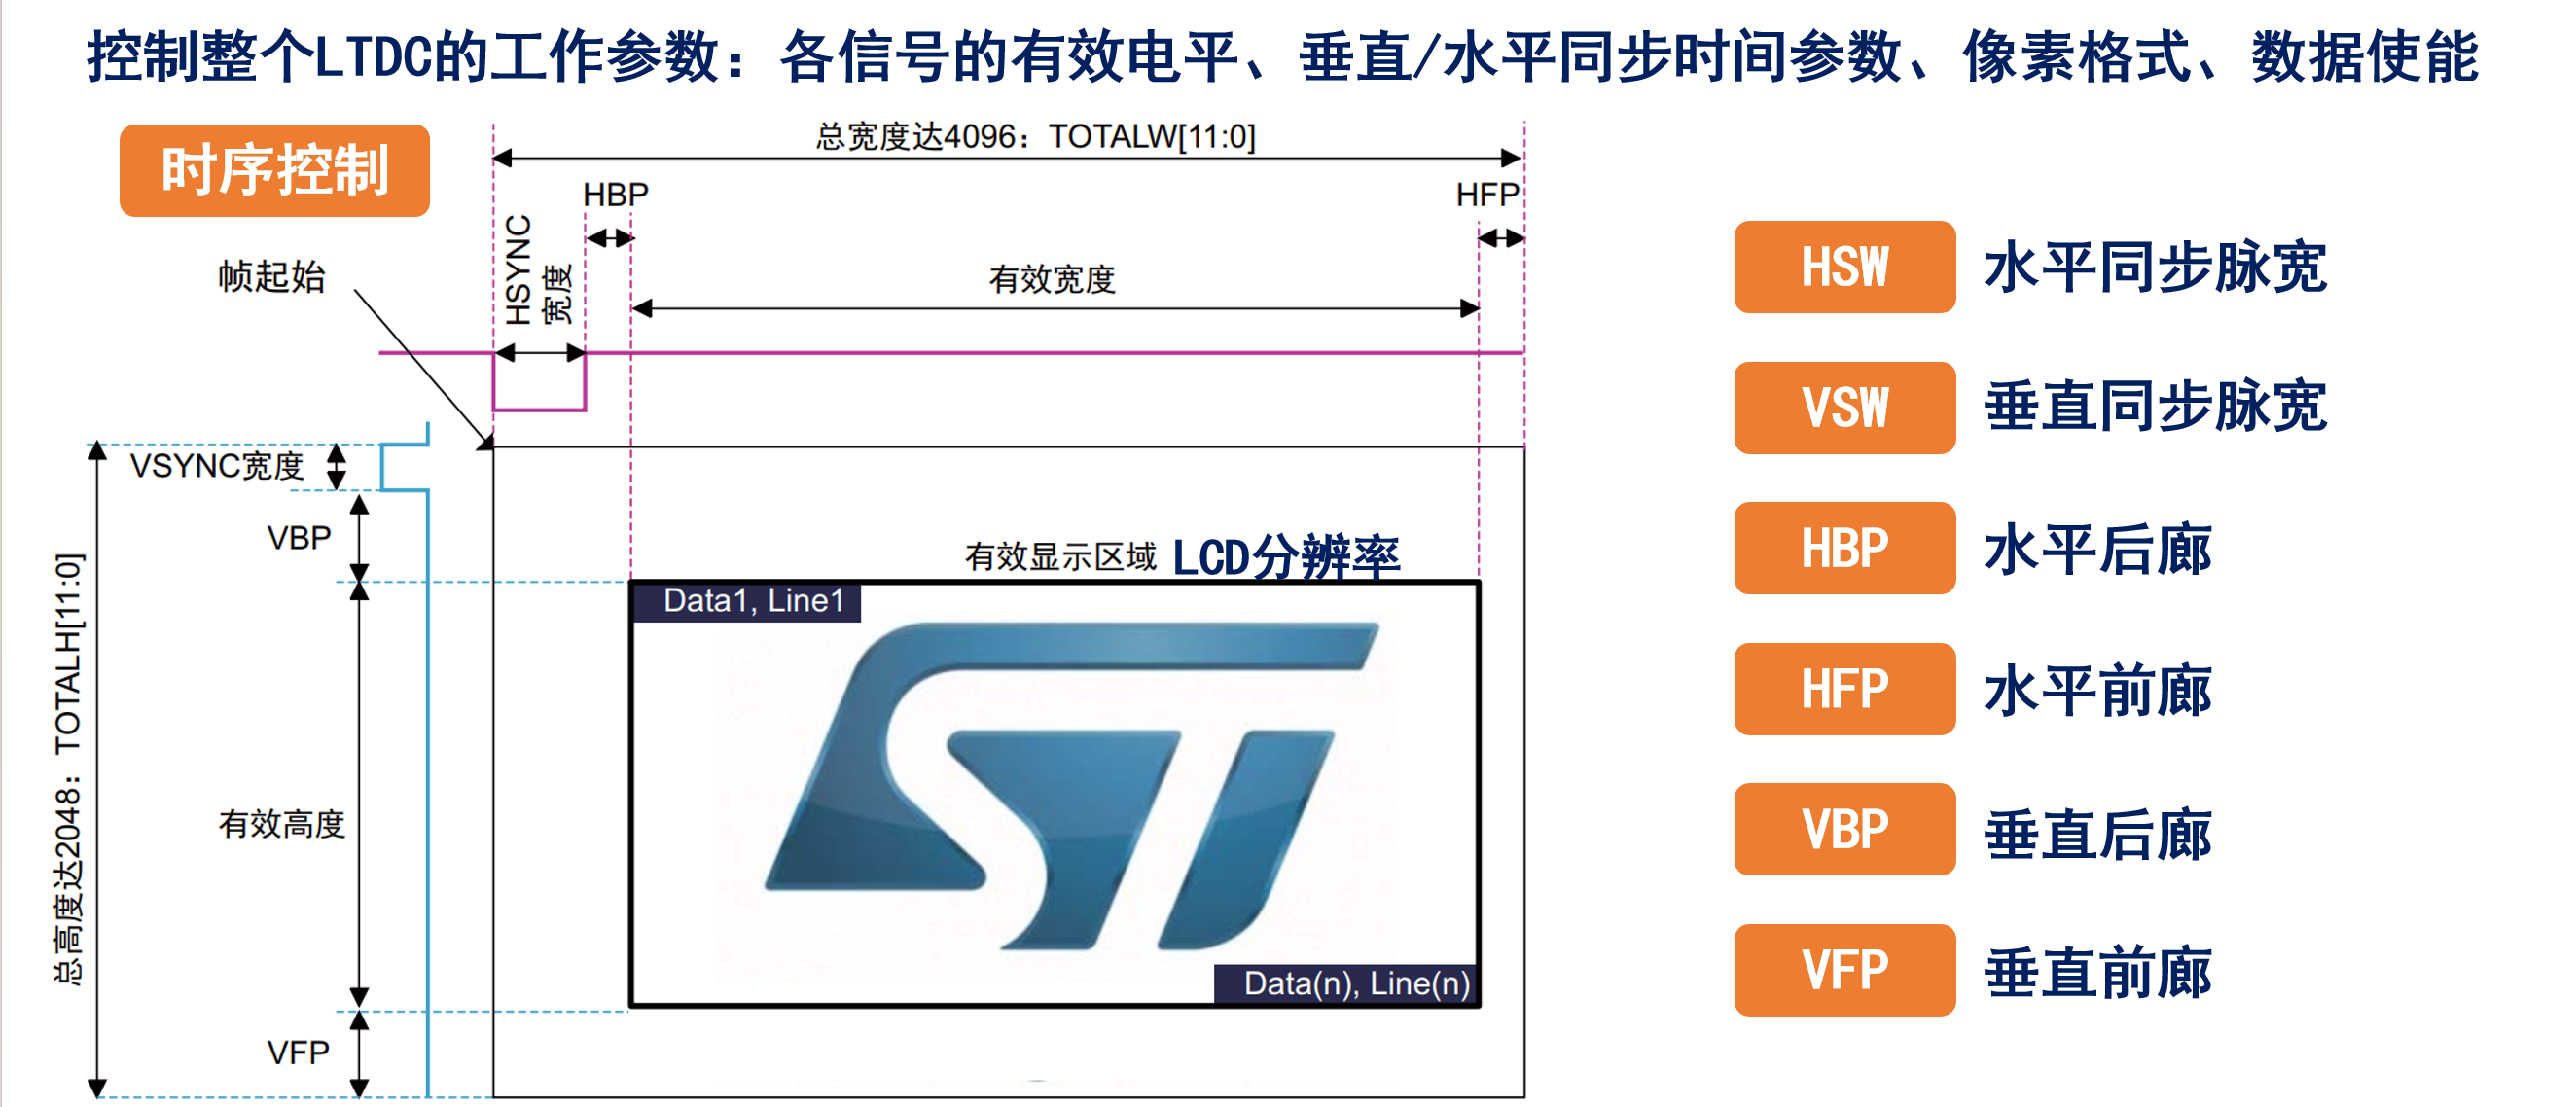 控制整个LTDC的工作参数：各信号的有效电平、垂直/水平同步时间参数、像素格式、数据使能
时序控制
总宽度达4096：TOTALW[11:0]
HBP
HFP
HSYNC
宽度
有效宽度
帧起始
VSYNC宽度
VBP
总高度达2048：TOTALH[11:0]
有效高度
VFP
有效显示区域 LCD分辨率
Data1, Line1
ST
Data(n), Line(n)
HSW 水平同步脉宽
VSW 垂直同步脉宽
HBP 水平后廊
HFP 水平前廊
VBP 垂直后廊
VFP 垂直前廊